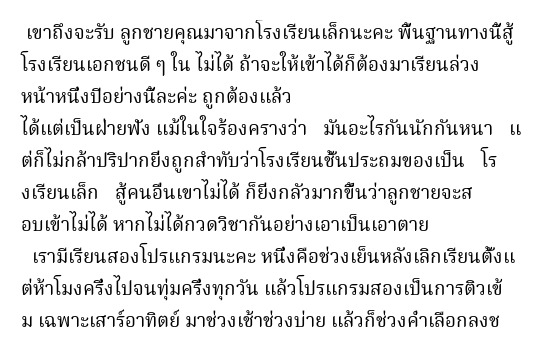 เขาถึงจะรับ ลูกชายคุณมาจากโรงเรียนเล็กนะคะ พื้นฐานทางนี้สู้
โรงเรียนเอกชนดี ๆ ใน ไม่ได้ ถ้าจะให้เข้าได้ก็ต้องมาเรียนล่วง
หน้าหนึ่งปีอย่างนี้ละค่ะ ถูกต้องแล้ว
ได้แต่เป็นฝ่ายฟัง แม้ในใจร้องครางว่า มันอะไรกันนักกันหนา แ
ต่ก็ไม่กล้าปริปากยิ่งถูกสำทับว่าโรงเรียนชั้นประถมของเป็น โร
งเรียนเล็ก สู้คนอื่นเขาไม่ได้ ก็ยิ่งกลัวมากขึ้นว่าลูกชายจะส
อบเข้าไม่ได้ หากไม่ได้กวดวิชากันอย่างเอาเป็นเอาตาย
เรามีเรียนสองโปรแกรมนะคะ หนึ่งคือช่วงเย็นหลังเลิกเรียนตั้งแ
ต่ห้าโมงครึ่งไปจนทุ่มครึ่งทุกวัน แล้วโปรแกรมสองเป็นการติวเข้
ม เฉพาะเสาร์อาทิตย์ มาช่วงเช้าช่วงบ่าย แล้วก็ช่วงค่ำเลือกลงช